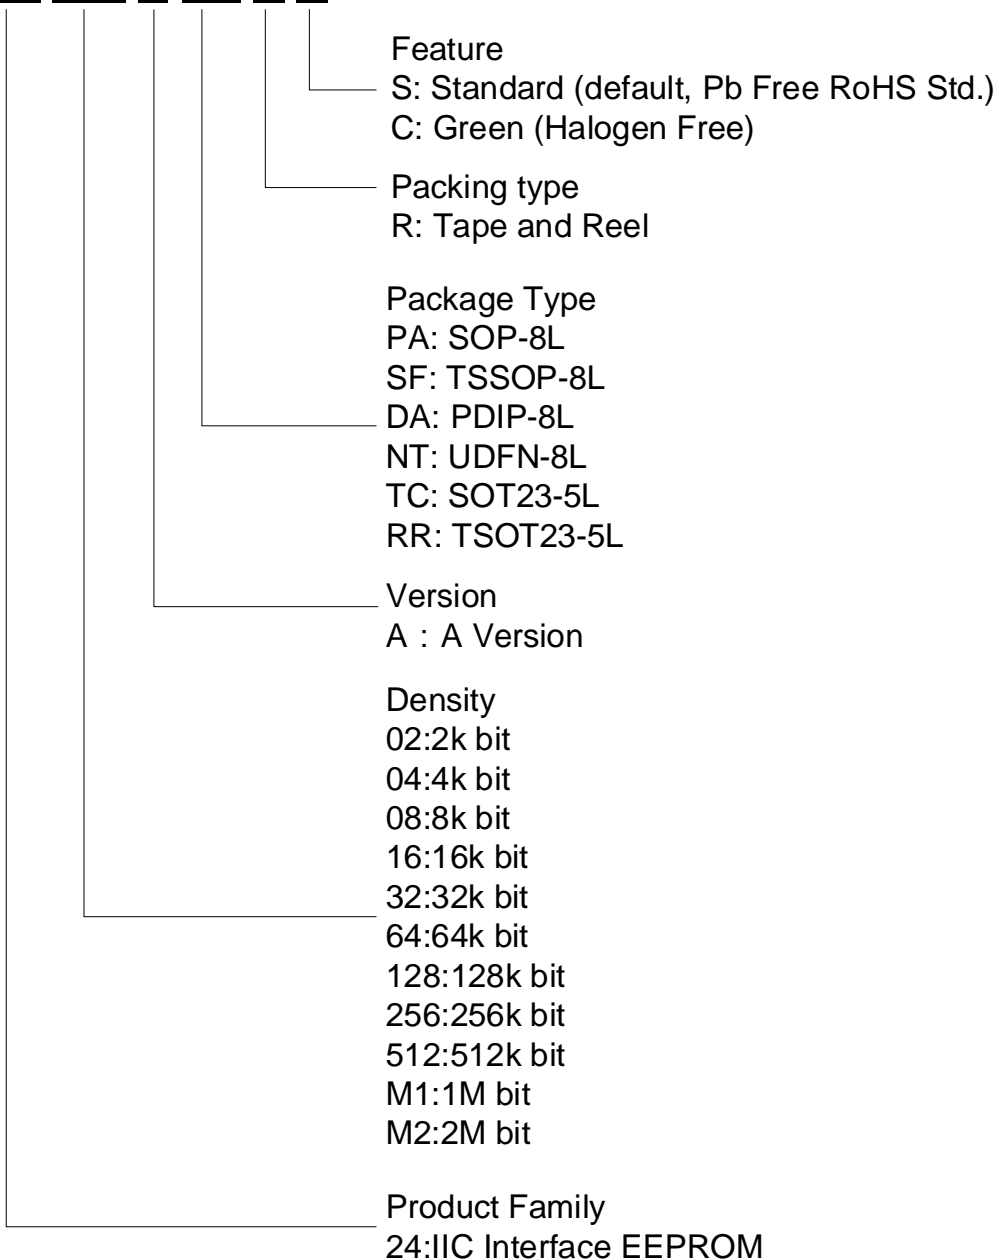 Feature
S: Standard (default, Pb Free RoHS Std.)
C: Green (Halogen Free)
Packing type
R: Tape and Reel
Package Type
PA: SOP-8L
SF: TSSOP-8L
DA: PDIP-8L
NT: UDFN-8L
TC: SOT23-5L
RR: TSOT23-5L
Version
A : A Version
Density
02:2k bit
04:4k bit
08:8k bit
16:16k bit
32:32k bit
64:64k bit
128:128k bit
256:256k bit
512:512k bit
M1:1M bit
M2:2M bit
Product Family
24:IIC Interface EEPROM